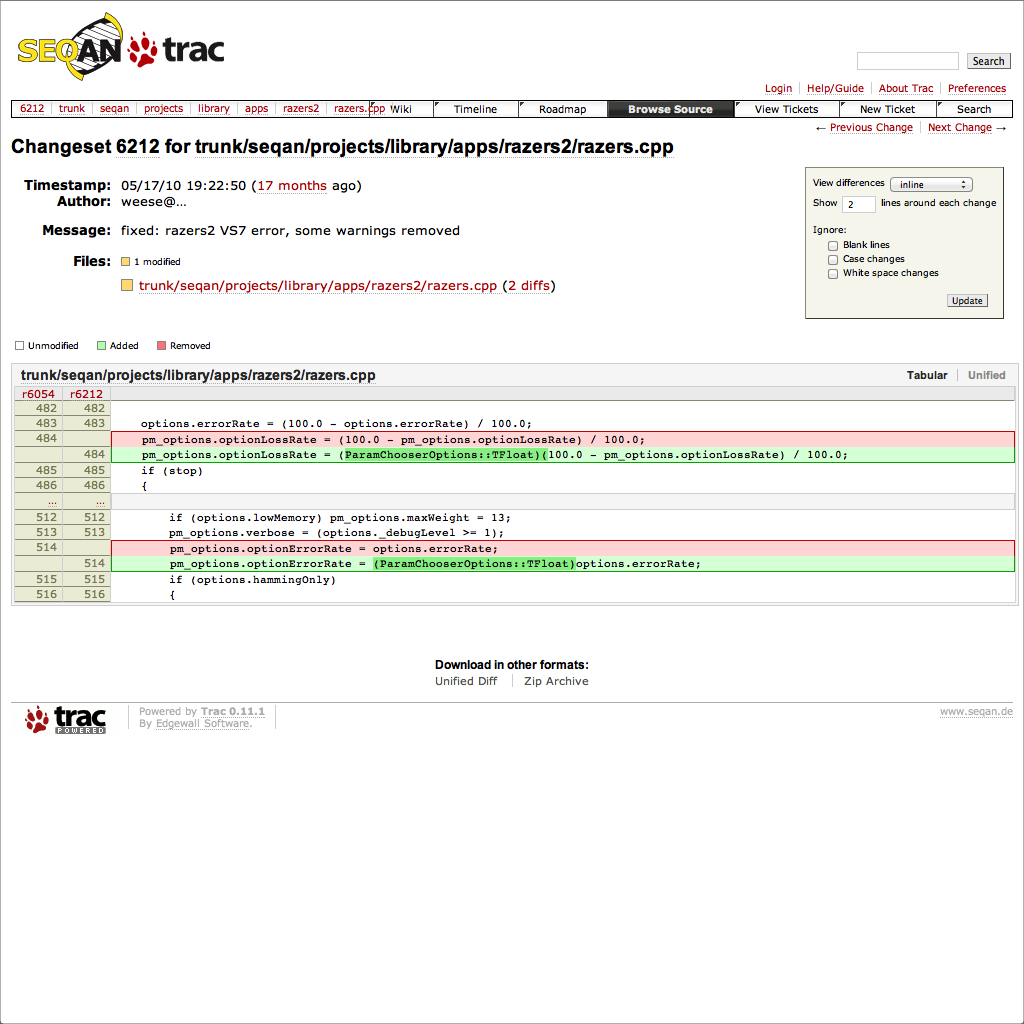 SEQAN trac
Search
Login Help/Guide About Trac Preferences
6212 trunk seqan projects library apps razers2 razers.cpp Wiki Timeline Roadmap Browse Source View Tickets New Ticket Search
← Previous Change Next Change →
Changeset 6212 for trunk/seqan/projects/library/apps/razers2/razers.cpp
Timestamp: 05/17/10 19:22:50 (17 months ago)
Author: weese@...
Message: fixed: razers2 VS7 error, some warnings removed
Files: 1 modified
trunk/seqan/projects/library/apps/razers2/razers.cpp (2 diffs)
View differences inline
Show 2 lines around each change
Ignore:
Blank lines
Case changes
White space changes
Update
Unmodified Added Removed
trunk/seqan/projects/library/apps/razers2/razers.cpp Tabular Unified
r6054 r6212
482 482
483 483 options.errorRate = (100.0 - options.errorRate) / 100.0;
484 pm_options.optionLossRate = (100.0 - pm_options.optionLossRate) / 100.0;
484 pm_options.optionLossRate = (ParamChooserOptions::TFloat)(100.0 - pm_options.optionLossRate) / 100.0;
485 485 if (stop)
486 486 {
... ...
512 512 if (options.lowMemory) pm_options.maxWeight = 13;
513 513 pm_options.verbose = (options._debugLevel >= 1);
514 pm_options.optionErrorRate = options.errorRate;
514 pm_options.optionErrorRate = (ParamChooserOptions::TFloat)options.errorRate;
515 515 if (options.hammingOnly)
516 516 {
Download in other formats:
Unified Diff Zip Archive
trac POWERED
Powered by Trac 0.11.1
By Edgewall Software.
www.seqan.de